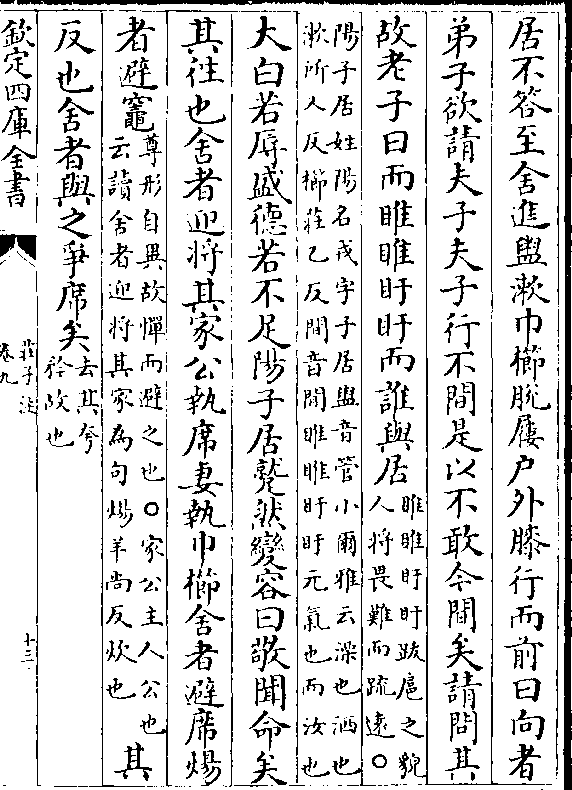 居不答至舍進盥漱巾櫛脫屨户外膝行而前曰向者
弟子欲請夫子夫子行不間是以不敢今間矣請問其
故老子曰而睢睢盱盱而誰與居
睢睢盱盱跋扈之貌
人將畏難而疏遠○
陽子居姓陽名戎字子居盥音管小爾雅云澡也洒也
漱所人反櫛莊乙反間音閒睢睢盱盱元氣也而汝也
大白若辱盛德若不足陽子居蹵然變容曰敬聞命矣
其徃也舍者迎將其家公執席妻執巾櫛舍者避席煬
者避竈
尊形自異故憚而避之也○家公主人公也
云讀舍者迎將其家為句煬羊尚反炊也
其
反也舍者與之爭席矣
去其夸
矜故也
欽定四庫全書
莊子注
卷九
十三